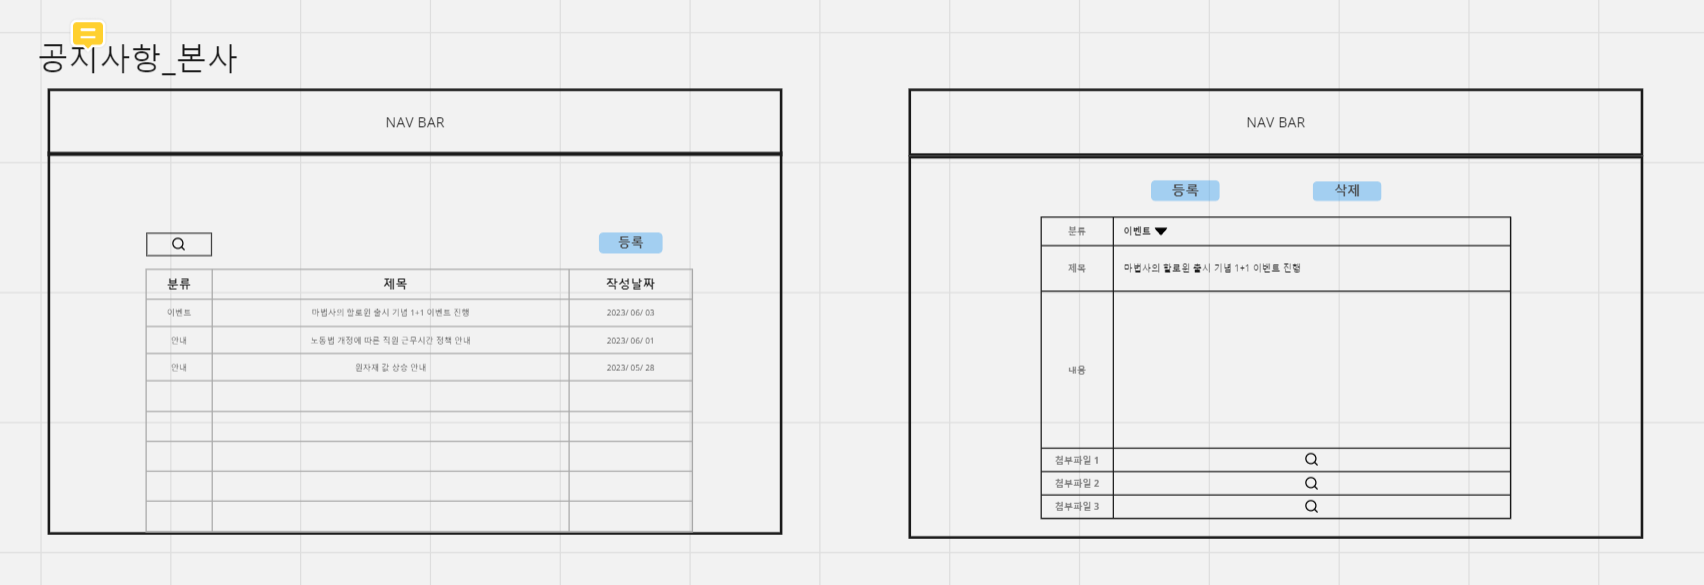 공지사항_본사
NAV BAR
등록
분류 제목 작성날짜
이벤트 마법사의 할로윈 출시 기념 1+1 이벤트 진행 2023/ 06/ 03
안내 노동법 개정에 따른 직원 근무시간 정책 안내 2023/ 06/ 01
안내 원자재 값 상승 안내 2023/ 05/ 28
NAV BAR
등록 삭제
분류 이벤트
제목 마법사의 할로윈 출시 기념 1+1 이벤트 진행
내용
첨부파일 1
첨부파일 2
첨부파일 3